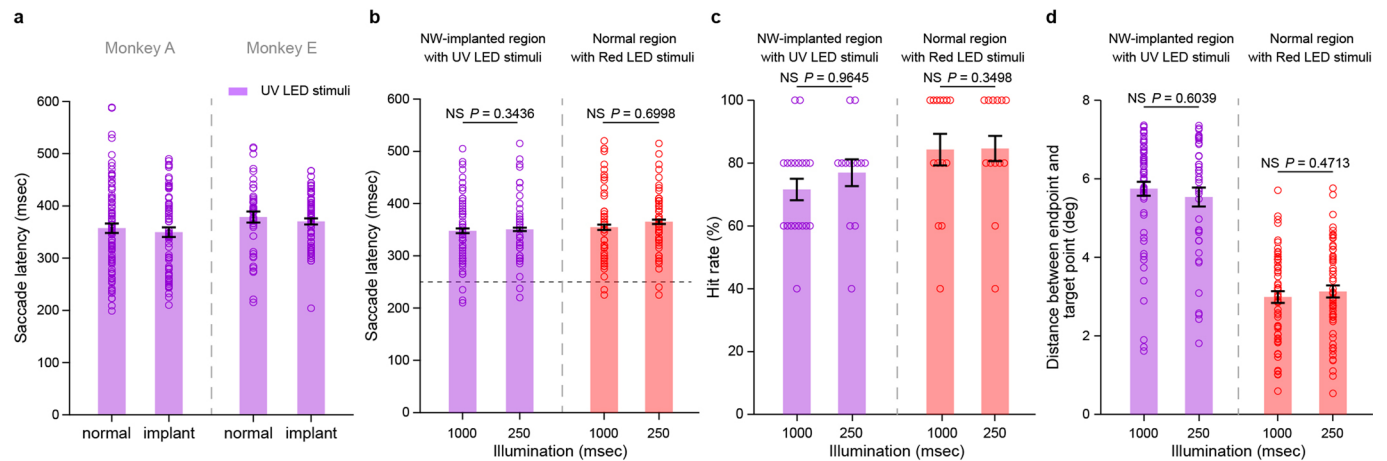 a
Monkey A
Monkey E
UV LED stimuli
Saccade latency (msec)
600
500
400
300
200
100
0
normal
implant
normal
implant
b
NW-implanted region
with UV LED stimuli
Normal region
with Red LED stimuli
NS P = 0.3436
NS P = 0.6998
Saccade latency (msec)
600
500
400
300
200
100
0
1000
250
1000
250
Illumination (msec)
c
NW-implanted region
with UV LED stimuli
Normal region
with Red LED stimuli
NS P = 0.9645
NS P = 0.3498
Hit rate (%)
100
80
60
40
20
0
1000
250
1000
250
Illumination (msec)
d
NW-implanted region
with UV LED stimuli
Normal region
with Red LED stimuli
NS P = 0.6039
NS P = 0.4713
Distance between endpoint and
target point (deg)
8
6
4
2
0
1000
250
1000
250
Illumination (msec)